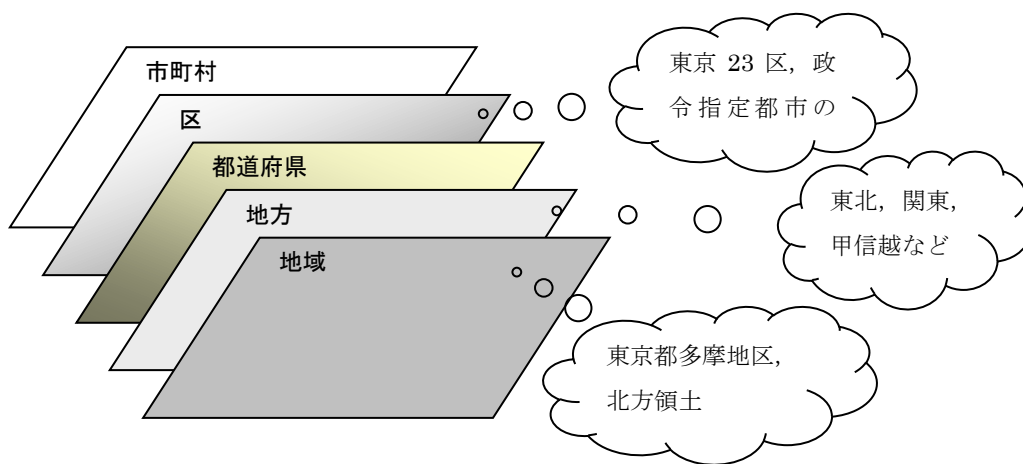 市町村
区
都道府県
地方
地域
東京 23 区，政
令指定都市の
東北，関東，
甲信越など
東京都多摩地区，
北方領土